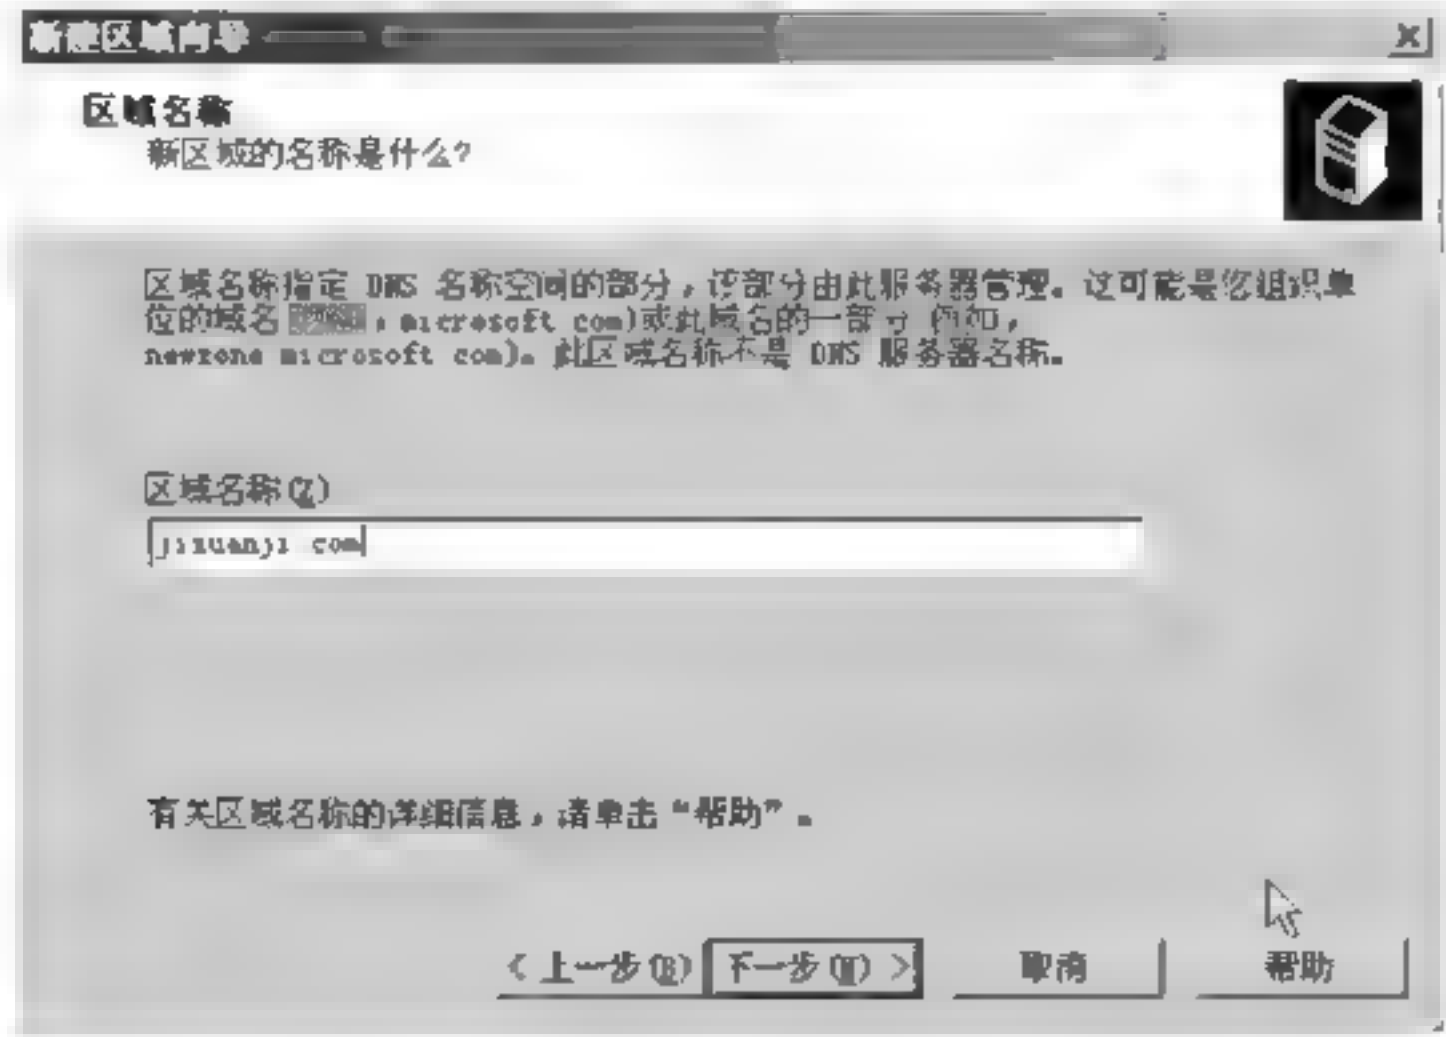 新建区域向导
区域名称
新区域的名称是什么?
区域名称指定 DNS 名称空间的部分，该部分由此服务器管理。这可能是您组织单
位的域名，microsoft com)或此域名的一部分 例如，
newzone microsoft com)。此区域名称不是 DNS 服务器名称。
区域名称(Z)
com
有关区域名称的详细信息，请单击“帮助”。
< 上一步(B)
下一步(N) >
取消
帮助